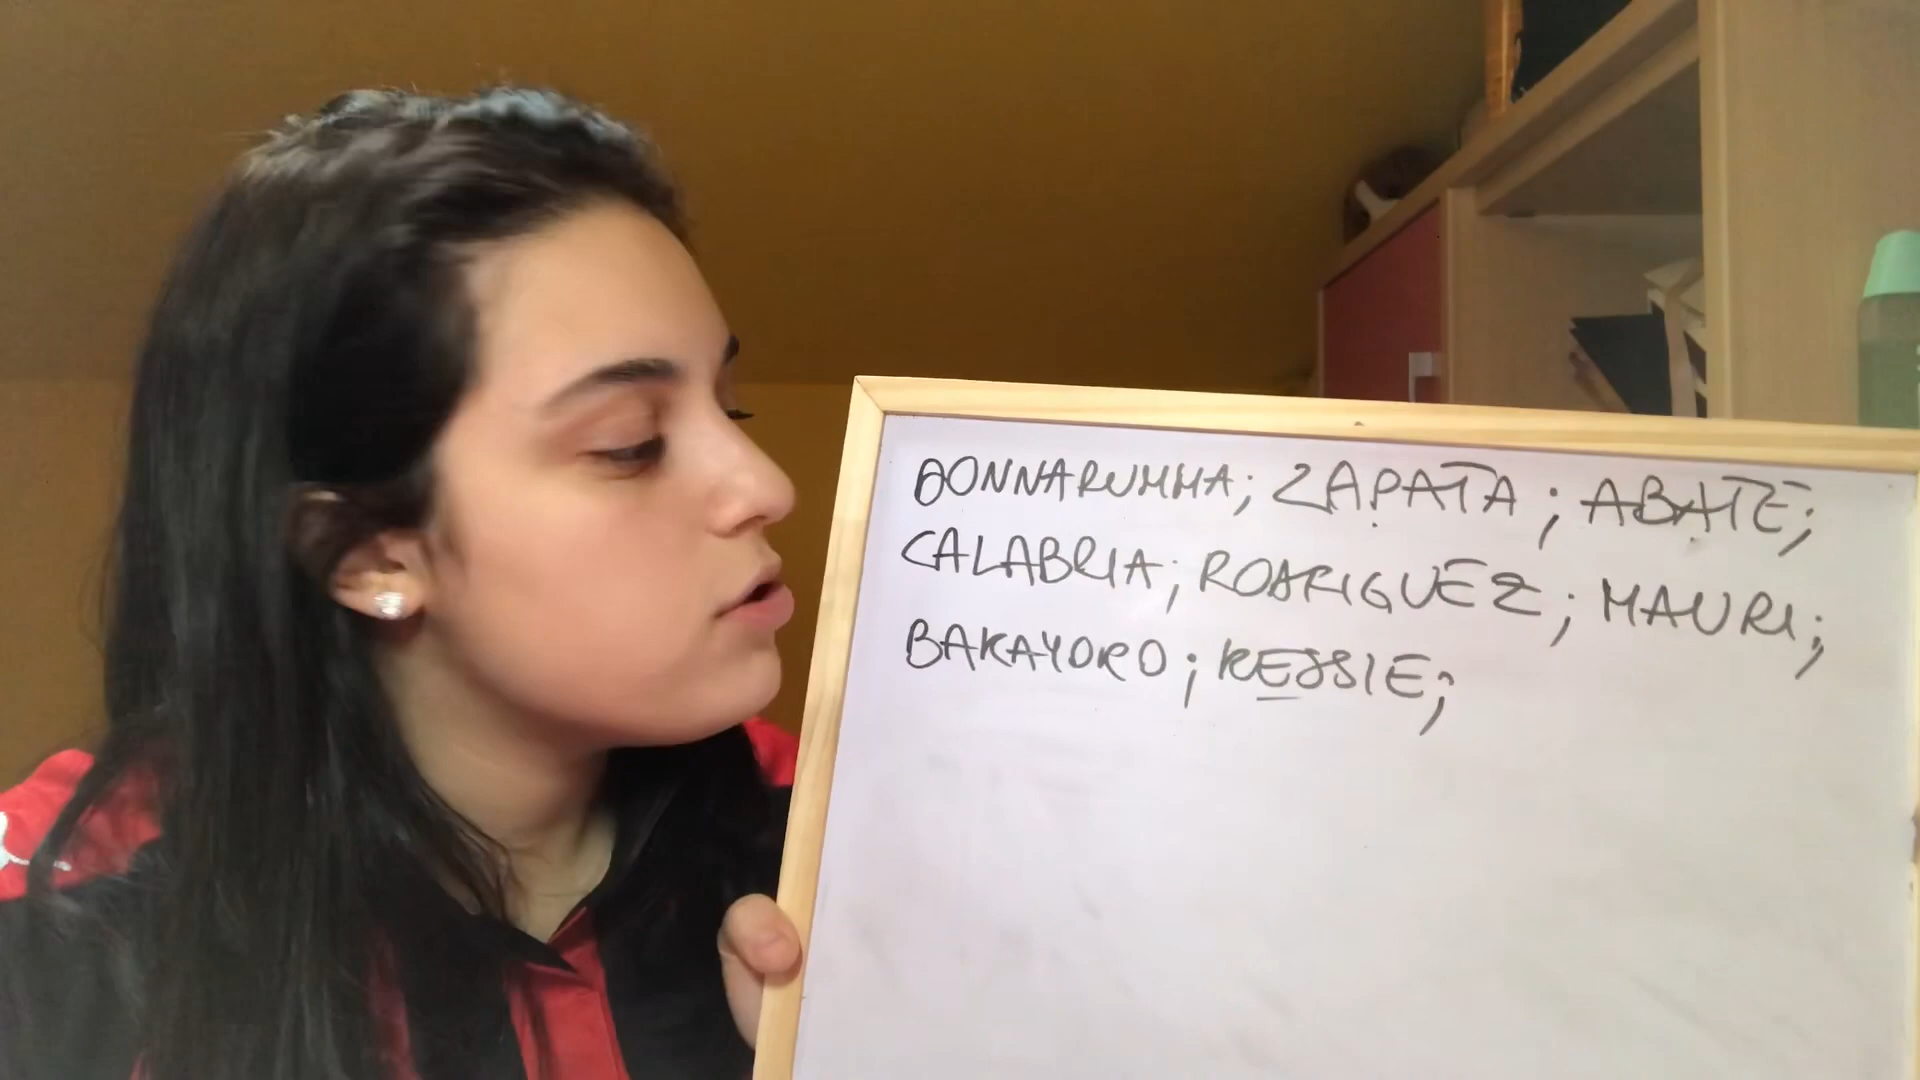 DONNARUMMA; ZAPATA; ABATE;
CALABRIA; RODRIGUEZ; MAURI;
BAKAYOKO; KESSIE;